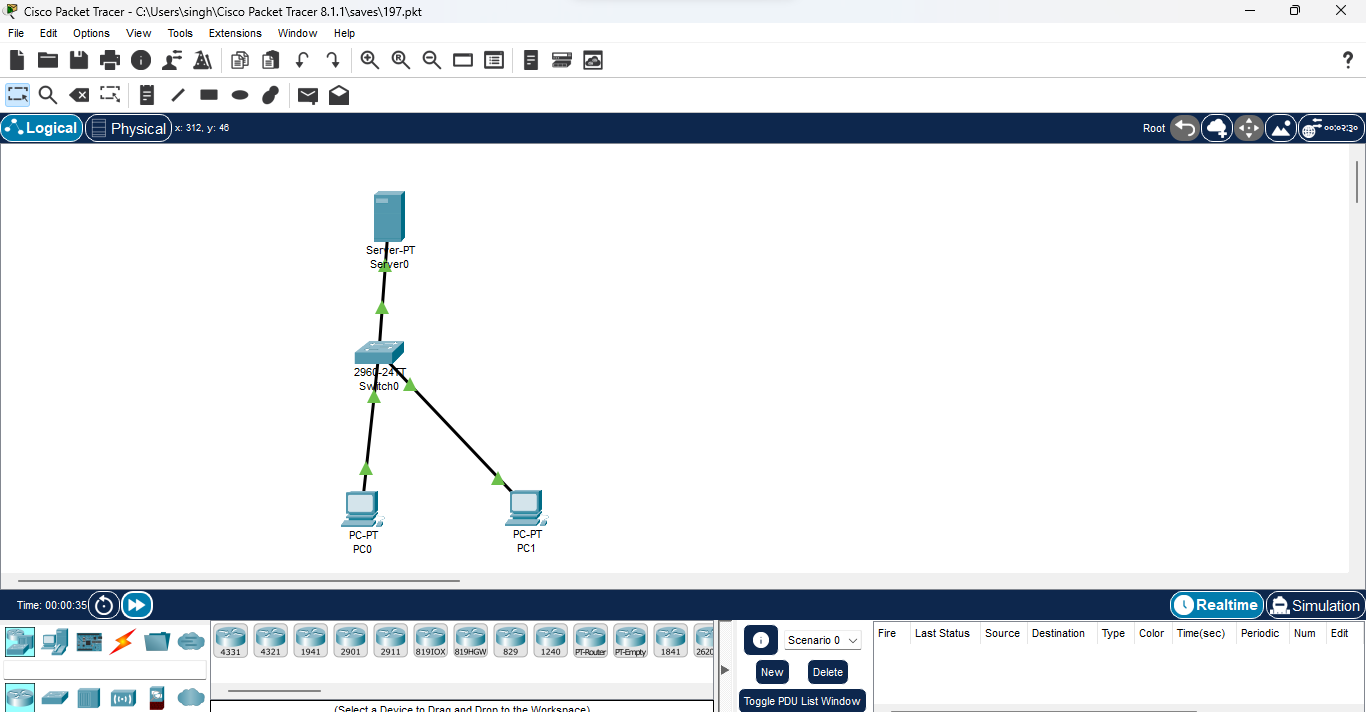 Cisco Packet Tracer - C:\Users\singh\Cisco Packet Tracer 8.1.1\saves\197.pkt
File Edit Options View Tools Extensions Window Help
?
Logical Physical x: 312, y: 46 Root 00:02:30
Server-PT
Server0
2960-24TT
Switch0
PC-PT
PC0
PC-PT
PC1
Time: 00:00:35 Realtime Simulation
4331 4321 1941 2901 2911 819IOX 819HGW 829 1240 PT-Router PT-Empty 1841 2620
Scenario 0
Fire Last Status Source Destination Type Color Time(sec) Periodic Num Edit
New Delete
Toggle PDU List Window
(Select a Device to Drag and Drop to the Workspace)